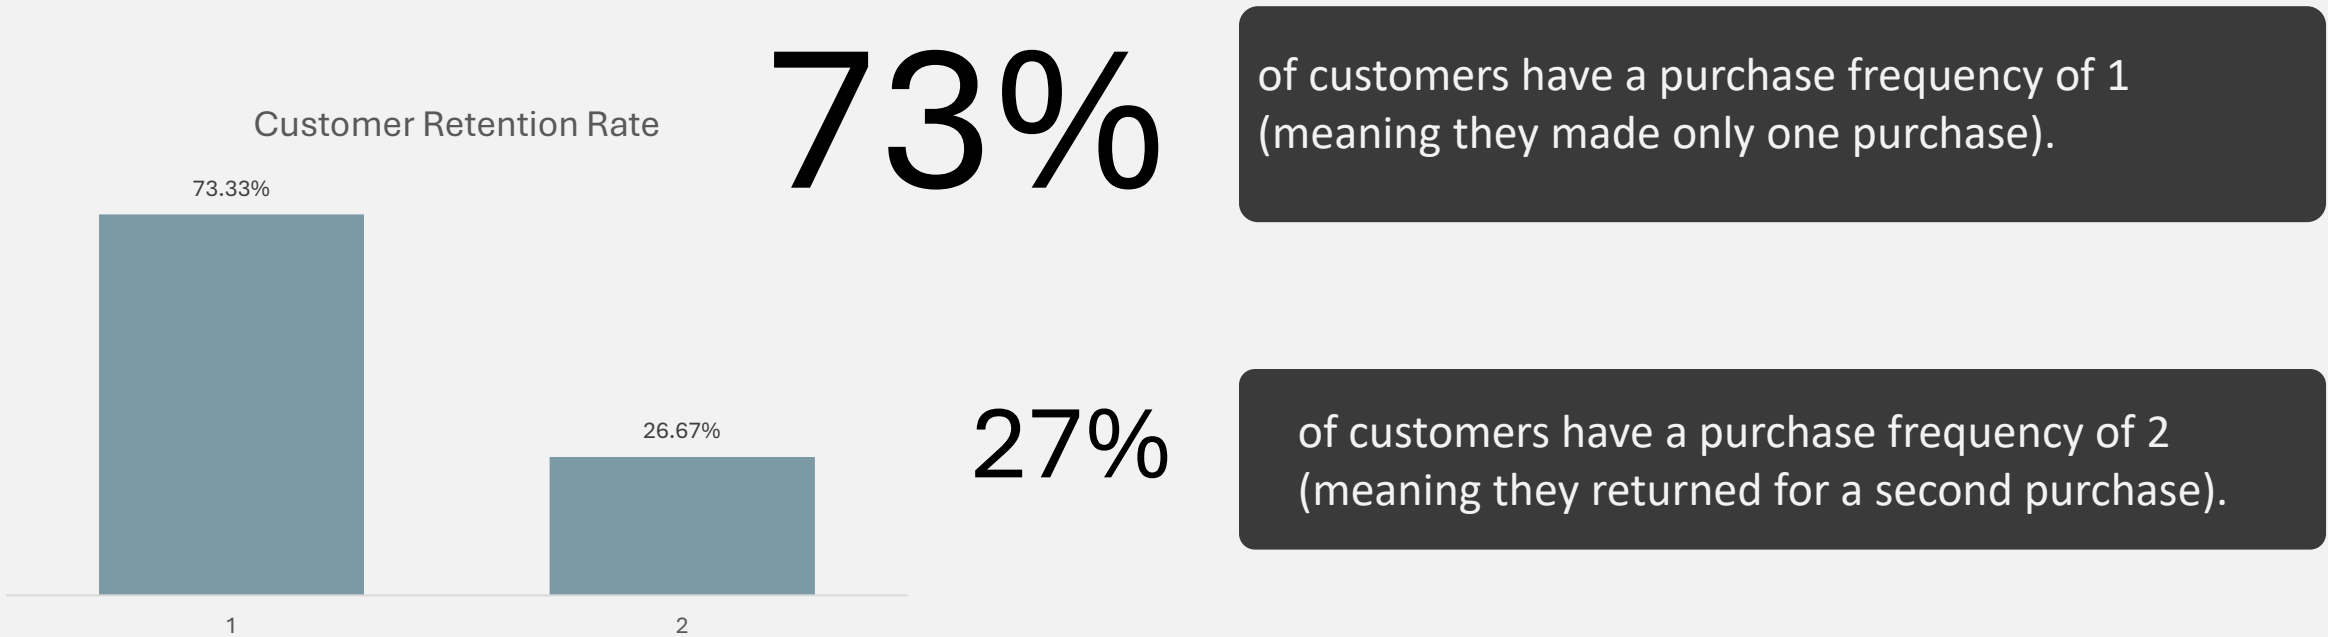 Customer Retention Rate
73.33%
26.67%
1
2
73%
of customers have a purchase frequency of 1
(meaning they made only one purchase).
27%
of customers have a purchase frequency of 2
(meaning they returned for a second purchase).